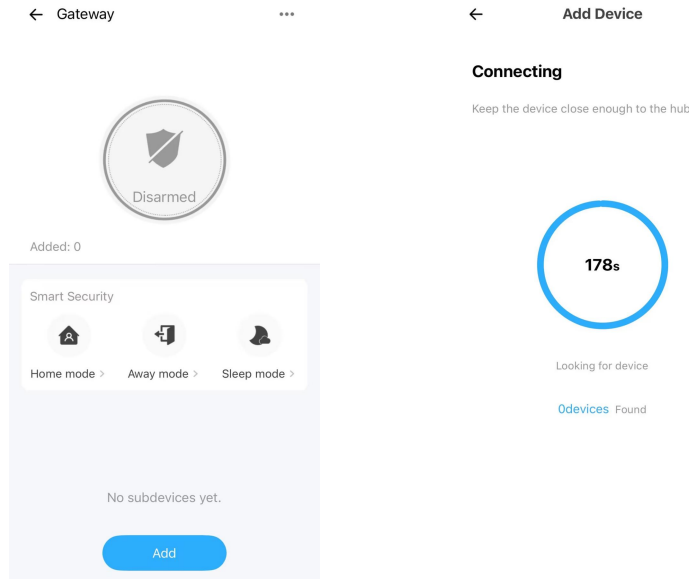 Gateway
Disarmed
Added: 0
Smart Security
Home mode
Away mode
Sleep mode
No subdevices yet.
Add
Add Device
Connecting
Keep the device close enough to the hub
178s
Looking for device
0devices Found